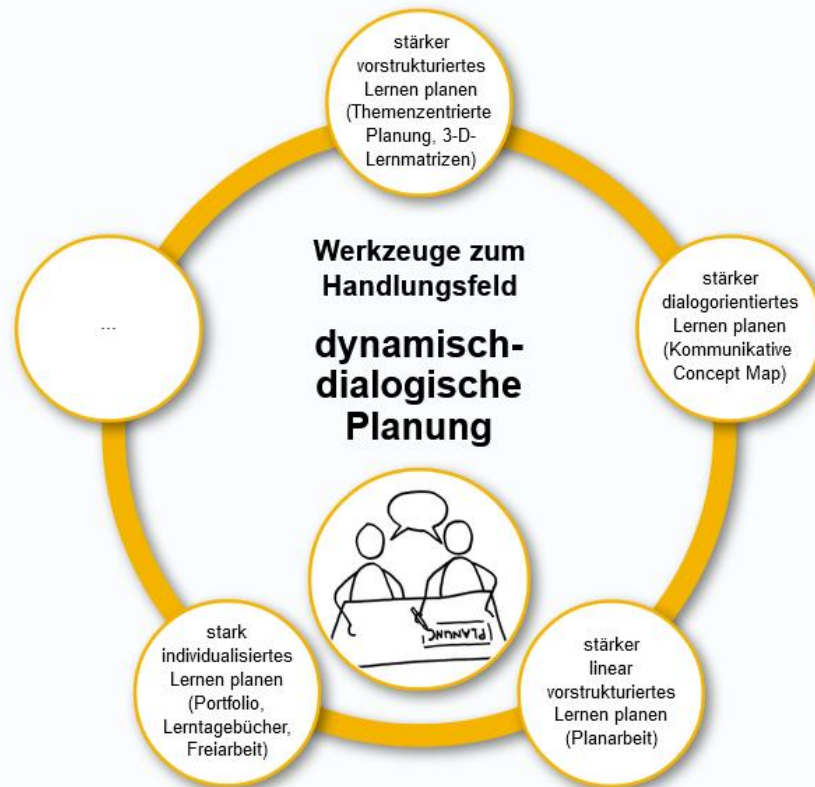 stärker
vorstrukturiertes
Lernen planen
(Themenzentrierte
Planung, 3-D-
Lernmatrizen)
Werkzeuge zum
Handlungsfeld
dynamisch-
dialogische
Planung
...
stärker
dialogorientiertes
Lernen planen
(Kommunikative
Concept Map)
PLANUNG
stark
individualisiertes
Lernen planen
(Portfolio,
Lerntagebücher,
Freiarbeit)
stärker
linear
vorstrukturiertes
Lernen planen
(Planarbeit)